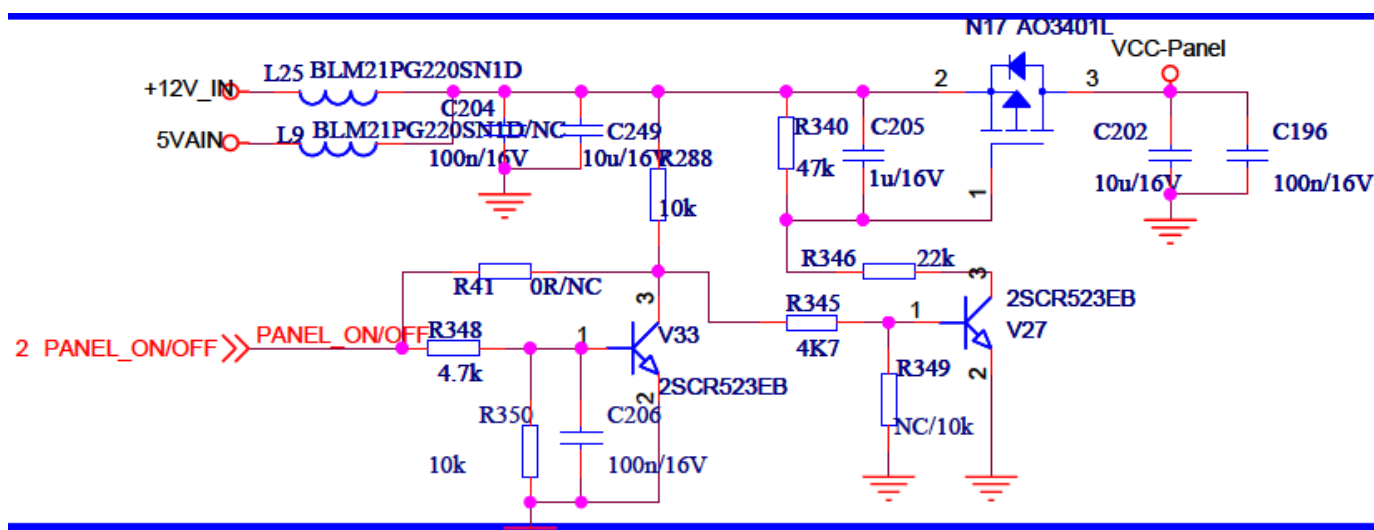 N17 AO3401L
VCC-Panel
L25 BLM21PG220SN1D
+12V_IN
2
3
C204
5VAIN
L9 BLM21PG220SN1D/NC
C249
R340
C205
C202
C196
100n/16V
10u/16V
R288
47k
1u/16V
10u/16V
100n/16V
1
10k
R346
22k
R41
0R/NC
3
3
R345
2SCR523EB
1
V27
2 PANEL_ON/OFF
PANEL_ON/OFF
R348
1
V33
4K7
4.7k
R349
2
2SCR523EB
2
R350
C206
NC/10k
10k
100n/16V